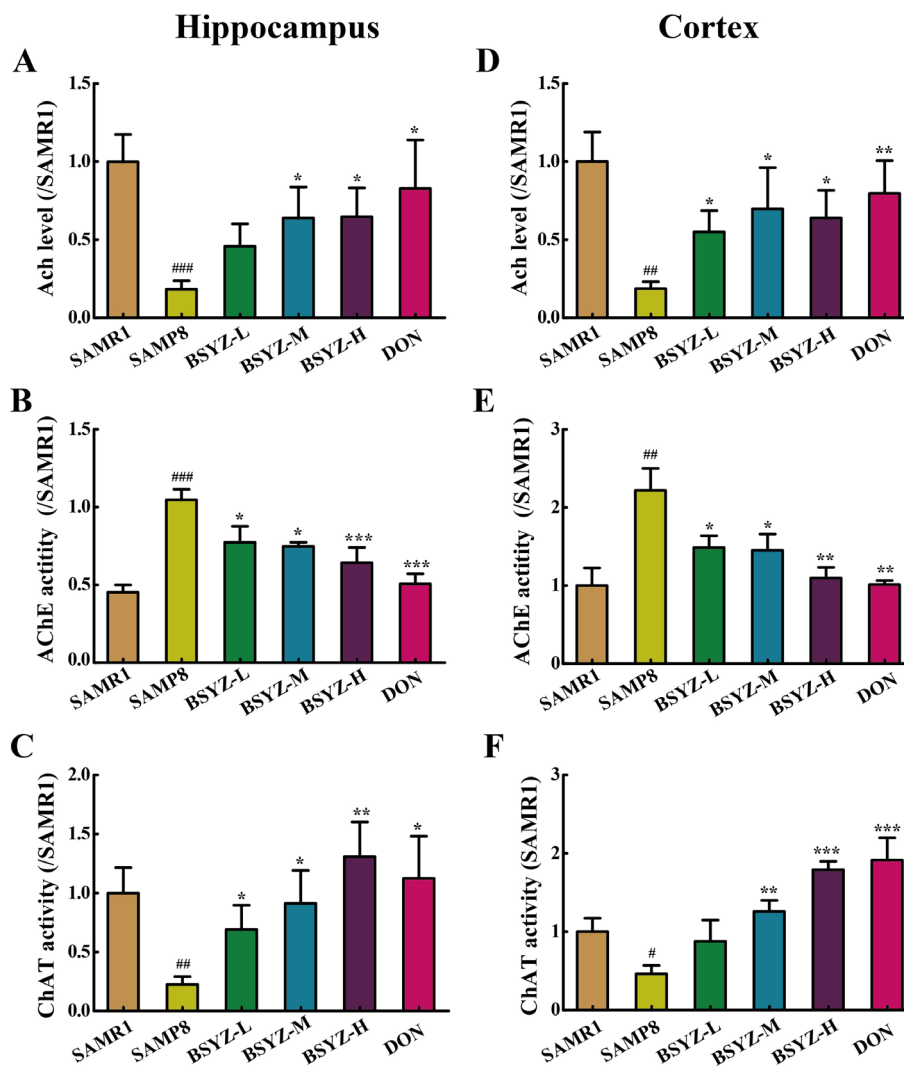 Hippocampus
Cortex
A
Ach level (/SAMR1)
1.5
1.0
0.5
0.0
###
*
*
*
SAMR1 SAMP8 BSYZ-L BSYZ-M BSYZ-H DON
D
Ach level (/SAMR1)
1.5
1.0
0.5
0.0
##
*
*
*
**
SAMR1 SAMP8 BSYZ-L BSYZ-M BSYZ-H DON
B
AChE actitity (/SAMR1)
1.5
1.0
0.5
0.0
###
*
*
***
***
SAMR1 SAMP8 BSYZ-L BSYZ-M BSYZ-H DON
E
AChE actitity (/SAMR1)
3
2
1
0
##
*
*
**
**
SAMR1 SAMP8 BSYZ-L BSYZ-M BSYZ-H DON
C
ChAT activity (/SAMR1)
2.0
1.5
1.0
0.5
0.0
##
*
*
**
*
SAMR1 SAMP8 BSYZ-L BSYZ-M BSYZ-H DON
F
ChAT activity (SAMR1)
3
2
1
0
#
**
***
***
SAMR1 SAMP8 BSYZ-L BSYZ-M BSYZ-H DON